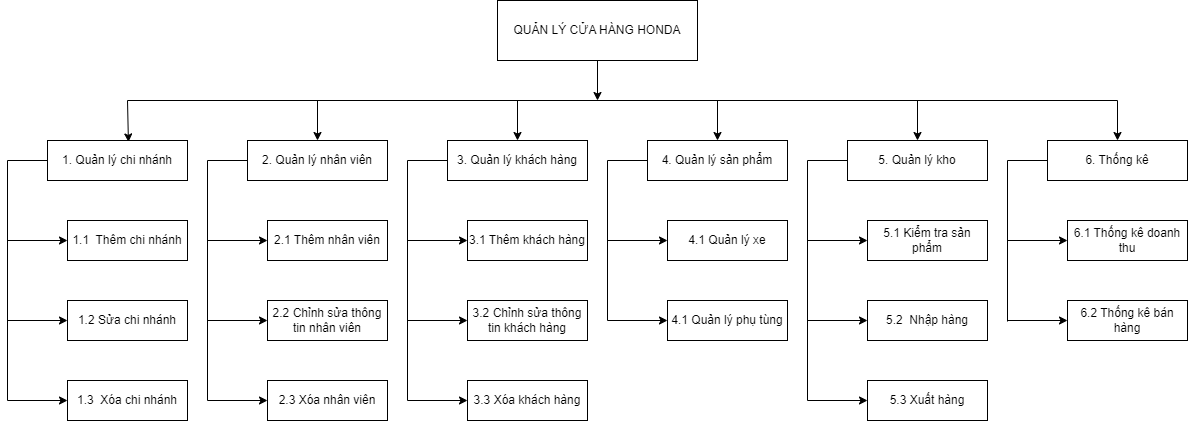 QUẢN LÝ CỬA HÀNG HONDA
1. Quản lý chi nhánh
2. Quản lý nhân viên
3. Quản lý khách hàng
4. Quản lý sản phẩm
5. Quản lý kho
6. Thống kê
1.1  Thêm chi nhánh
2.1 Thêm nhân viên
3.1 Thêm khách hàng
4.1 Quản lý xe
5.1 Kiểm tra sản
phẩm
6.1 Thống kê doanh
thu
1.2 Sửa chi nhánh
2.2 Chỉnh sửa thông
tin nhân viên
3.2 Chỉnh sửa thông
tin khách hàng
4.1 Quản lý phụ tùng
5.2  Nhập hàng
6.2 Thống kê bán
hàng
1.3  Xóa chi nhánh
2.3 Xóa nhân viên
3.3 Xóa khách hàng
5.3 Xuất hàng